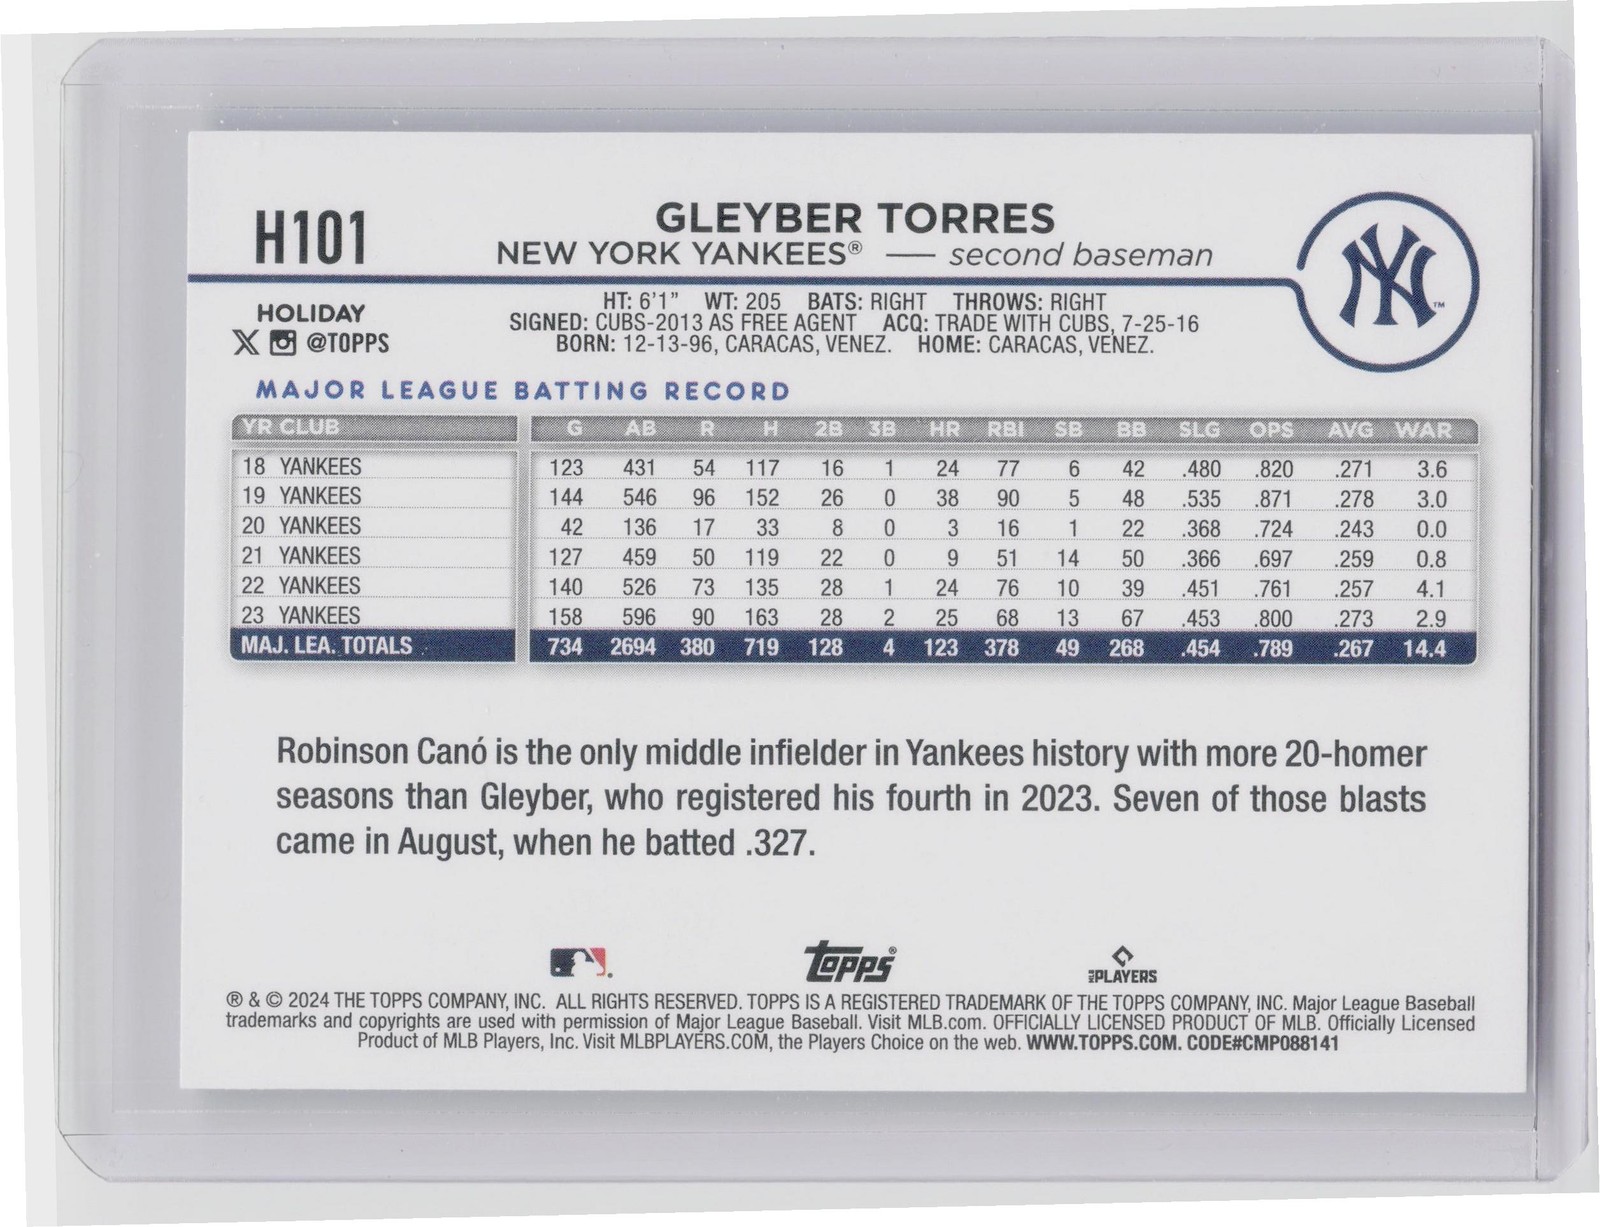 H101
GLEYBER TORRES
NEW YORK YANKEES® — second baseman
NY ™
HOLIDAY
X @TOPPS
HT: 6'1" WT: 205 BATS: RIGHT THROWS: RIGHT
SIGNED: CUBS-2013 AS FREE AGENT ACQ: TRADE WITH CUBS, 7-25-16
BORN: 12-13-96, CARACAS, VENEZ. HOME: CARACAS, VENEZ.
MAJOR LEAGUE BATTING RECORD
YR CLUB G AB R H 2B 3B HR RBI SB BB SLG OPS AVG WAR
18 YANKEES 123 431 54 117 16 1 24 77 6 42 .480 .820 .271 3.6
19 YANKEES 144 546 96 152 26 0 38 90 5 48 .535 .871 .278 3.0
20 YANKEES 42 136 17 33 8 0 3 16 1 22 .368 .724 .243 0.0
21 YANKEES 127 459 50 119 22 0 9 51 14 50 .366 .697 .259 0.8
22 YANKEES 140 526 73 135 28 1 24 76 10 39 .451 .761 .257 4.1
23 YANKEES 158 596 90 163 28 2 25 68 13 67 .453 .800 .273 2.9
MAJ. LEA. TOTALS 734 2694 380 719 128 4 123 378 49 268 .454 .789 .267 14.4
Robinson Canó is the only middle infielder in Yankees history with more 20-homer
seasons than Gleyber, who registered his fourth in 2023. Seven of those blasts
came in August, when he batted .327.
Topps® MLBPLAYERS
® & © 2024 THE TOPPS COMPANY, INC. ALL RIGHTS RESERVED. TOPPS IS A REGISTERED TRADEMARK OF THE TOPPS COMPANY, INC. Major League Baseball
trademarks and copyrights are used with permission of Major League Baseball. Visit MLB.com. OFFICIALLY LICENSED PRODUCT OF MLB. Officially Licensed
Product of MLB Players, Inc. Visit MLBPLAYERS.COM, the Players Choice on the web. WWW.TOPPS.COM. CODE#CMP088141